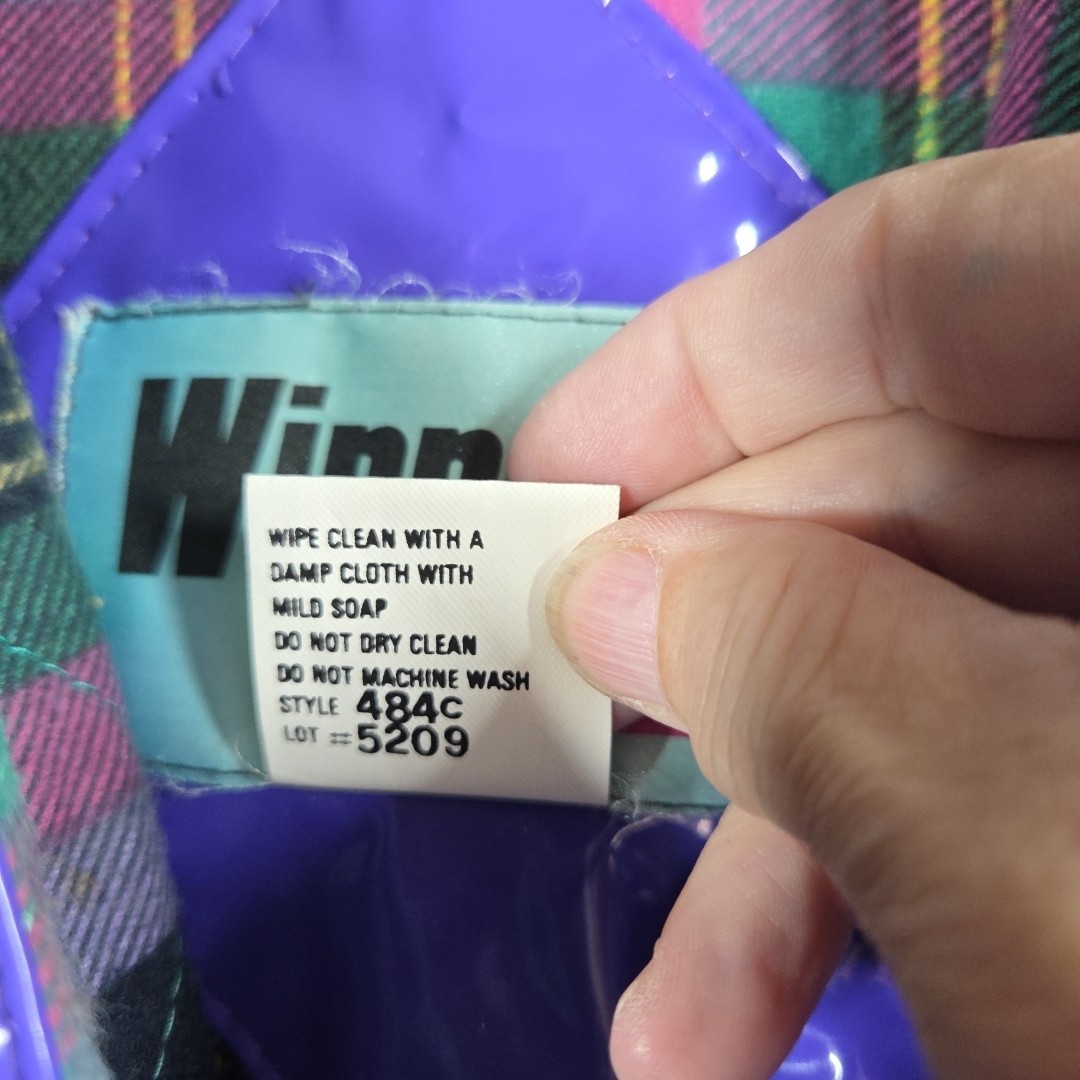 Winn
WIPE CLEAN WITH A
DAMP CLOTH WITH
MILD SOAP
DO NOT DRY CLEAN
DO NOT MACHINE WASH
STYLE 484C
LOT #5209